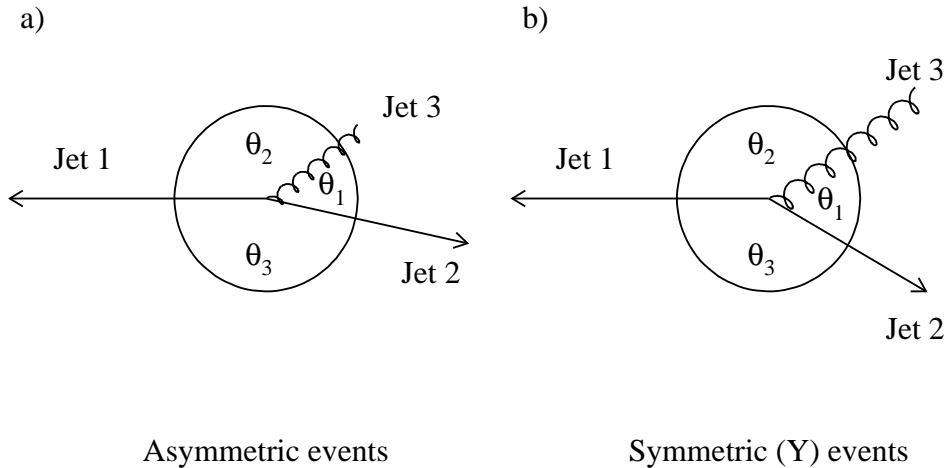 a)
Jet 3
Jet 1
θ2
θ1
θ3
Jet 2
Asymmetric events
b)
Jet 3
Jet 1
θ2
θ1
θ3
Jet 2
Symmetric (Y) events